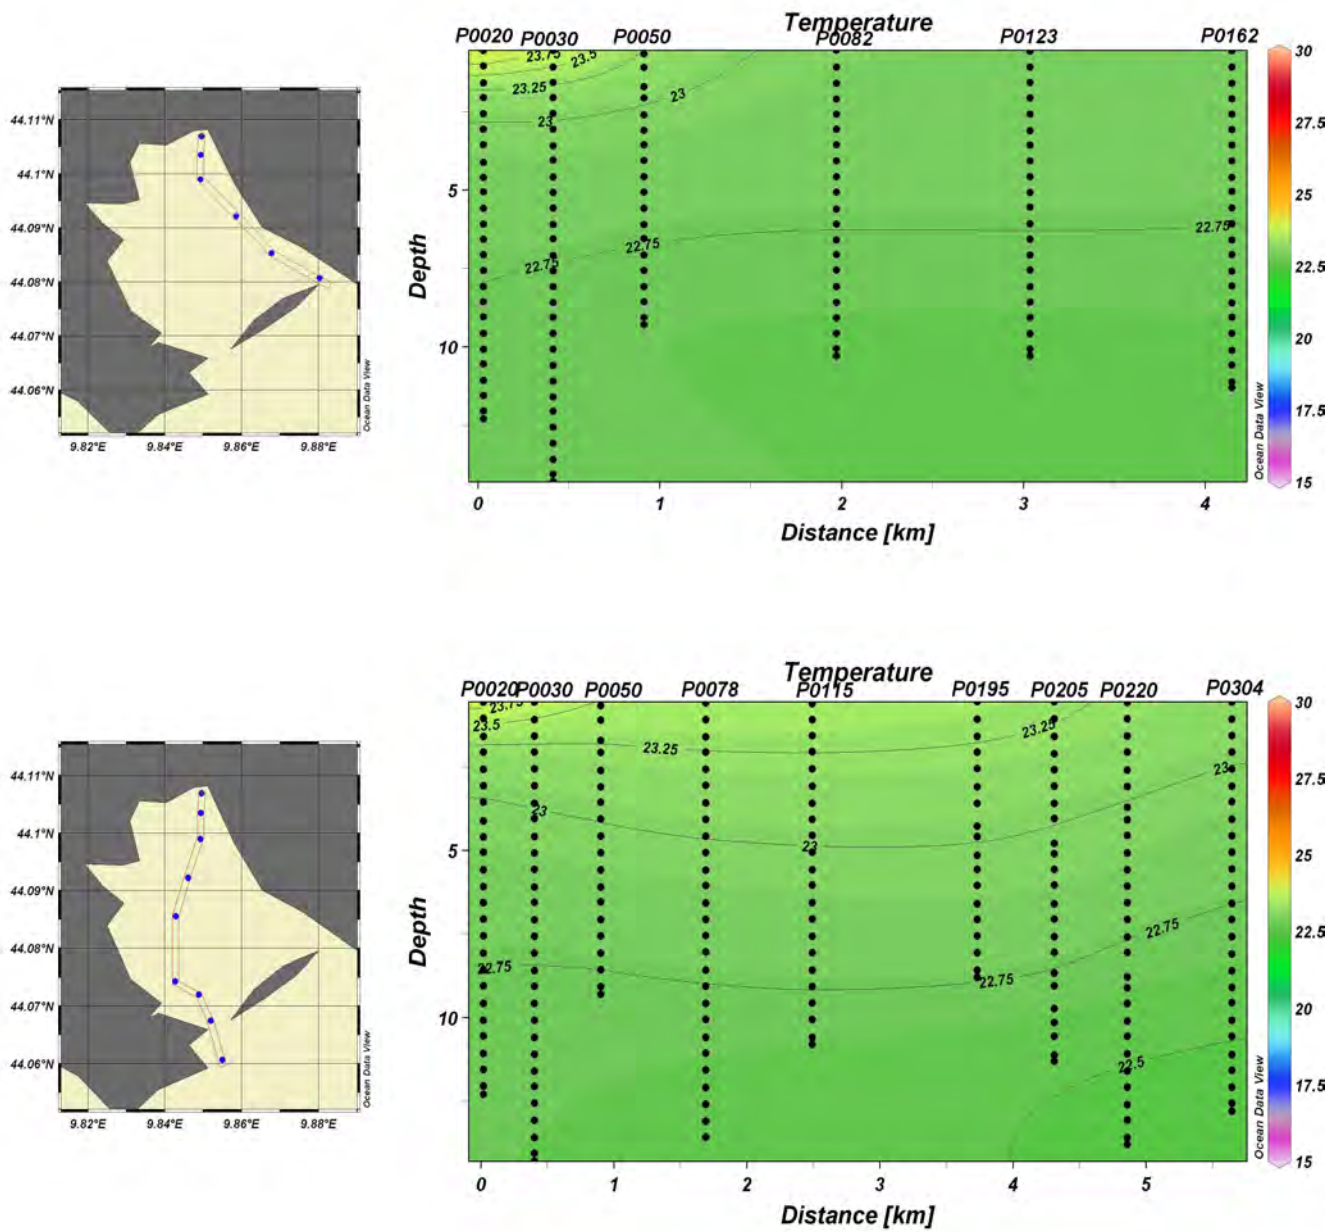 Temperature
P0020 P0030 P0050 P0082 P0123 P0162
23.75
23.5
23.25
23
23
22.75
22.75
22.75
5
10
Depth
0 1 2 3 4
Distance [km]
30
27.5
25
22.5
20
17.5
15
Ocean Data View
44.11°N
44.1°N
44.09°N
44.08°N
44.07°N
44.06°N
9.82°E 9.84°E 9.86°E 9.88°E
Ocean Data View
Temperature
P0020 P0030 P0050 P0078 P0115 P0195 P0205 P0220 P0304
23.75
23.5
23.25
23.25
23
23
23
22.75
22.75
22.75
22.5
5
10
Depth
0 1 2 3 4 5
Distance [km]
30
27.5
25
22.5
20
17.5
15
Ocean Data View
44.11°N
44.1°N
44.09°N
44.08°N
44.07°N
44.06°N
9.82°E 9.84°E 9.86°E 9.88°E
Ocean Data View